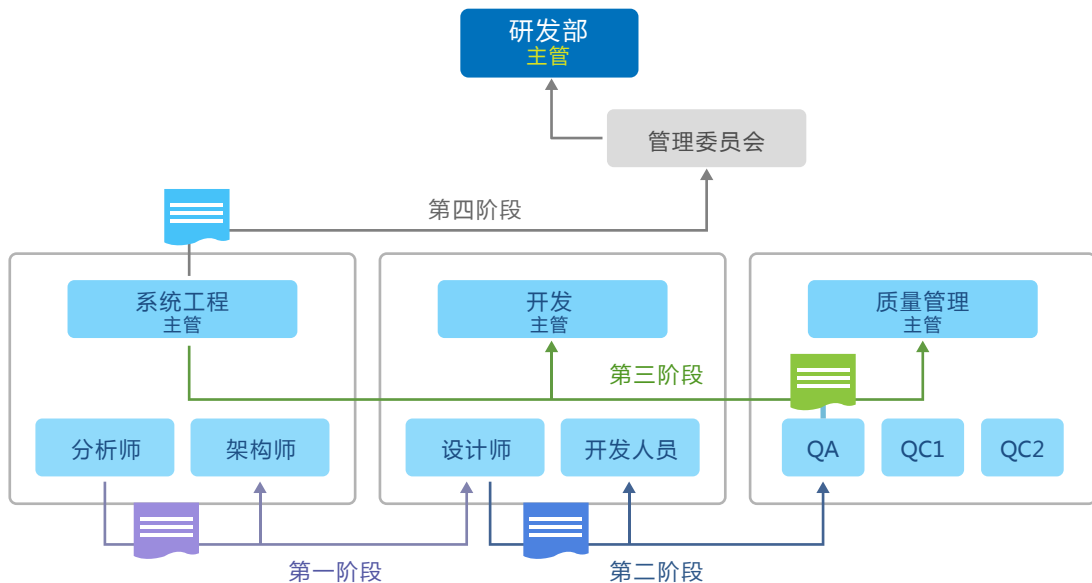 研发部
主管
管理委员会
第四阶段
系统工程
主管
开发
主管
质量管理
主管
第三阶段
分析师
架构师
设计师
开发人员
QA
QC1
QC2
第一阶段
第二阶段